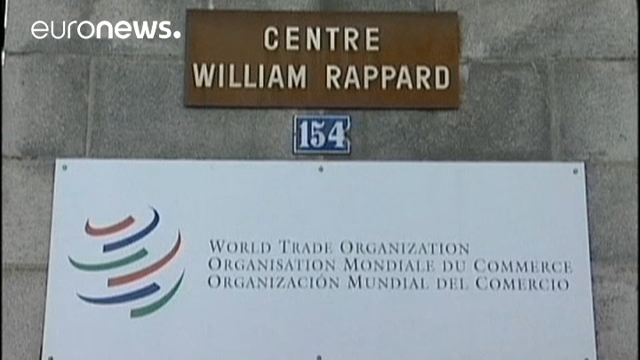 euronews.
CENTRE
WILLIAM RAPPARD
154
WORLD TRADE ORGANIZATION
ORGANISATION MONDIALE DU COMMERCE
ORGANIZACIÓN MUNDIAL DEL COMERCIO